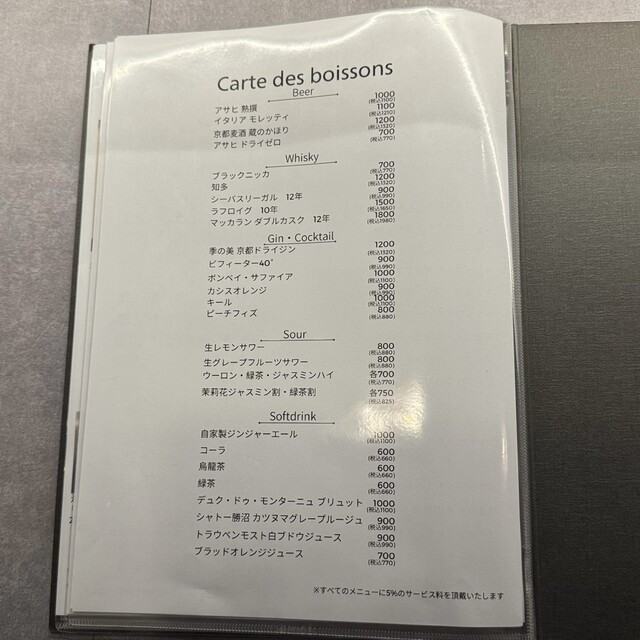 Carte des boissons
Beer
アサヒ 熟撰 1000
(税込1100)
イタリア モレッティ 1100
(税込1210)
京都麦酒 蔵のかほり 1200
(税込1320)
アサヒ ドライゼロ 700
(税込770)
Whisky
ブラックニッカ 700
(税込770)
知多 1200
(税込1320)
シーバスリーガル 12年 900
(税込990)
ラフロイグ 10年 1500
(税込1650)
マッカラン ダブルカスク 12年 1800
(税込1980)
Gin・Cocktail
季の美 京都ドライジン 1200
(税込1320)
ビフィーター40° 900
(税込990)
ボンベイ・サファイア 1000
(税込1100)
カシスオレンジ 900
(税込990)
キール 1000
(税込1100)
ピーチフィズ 800
(税込880)
Sour
生レモンサワー 800
(税込880)
生グレープフルーツサワー 800
(税込880)
ウーロン・緑茶・ジャスミンハイ 各700
(税込770)
茉莉花ジャスミン割・緑茶割 各750
(税込825)
Softdrink
自家製ジンジャーエール 1000
(税込1100)
コーラ 600
(税込660)
烏龍茶 600
(税込660)
緑茶 600
(税込660)
デュク・ドゥ・モンターニュ ブリュット 1000
(税込1100)
シャトー勝沼 カツヌマグレープルージュ 900
(税込990)
トラウベンモスト白ブドウジュース 900
(税込990)
ブラッドオレンジジュース 700
(税込770)
※すべてのメニューに5%のサービス料を頂戴いたします